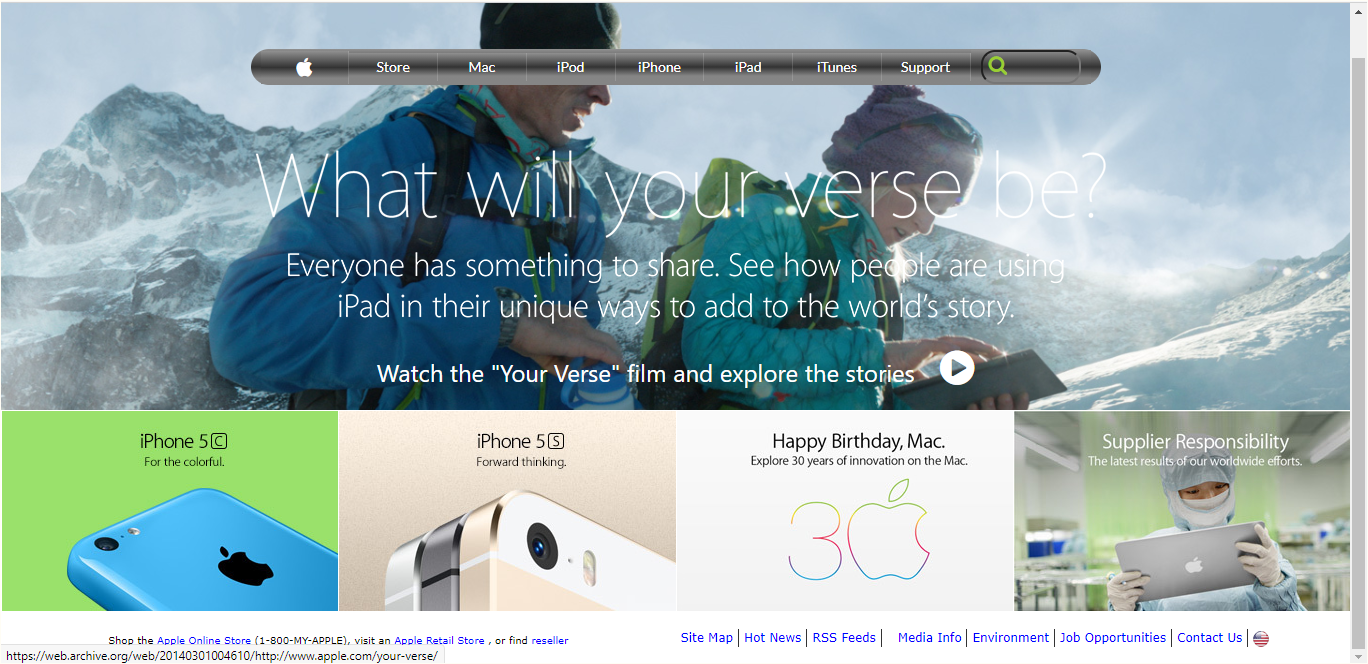 Store Mac iPod iPhone iPad iTunes Support
What will your verse be?
Everyone has something to share. See how people are using
iPad in their unique ways to add to the world's story.
Watch the "Your Verse" film and explore the stories
iPhone 5C
For the colorful.
iPhone 5S
Forward thinking.
Happy Birthday, Mac.
Explore 30 years of innovation on the Mac.
30
Supplier Responsibility
The latest results of our worldwide efforts.
Shop the Apple Online Store (1-800-MY-APPLE), visit an Apple Retail Store , or find reseller
Site Map | Hot News | RSS Feeds | Media Info | Environment | Job Opportunities | Contact Us |
https://web.archive.org/web/20140301004610/http://www.apple.com/your-verse/